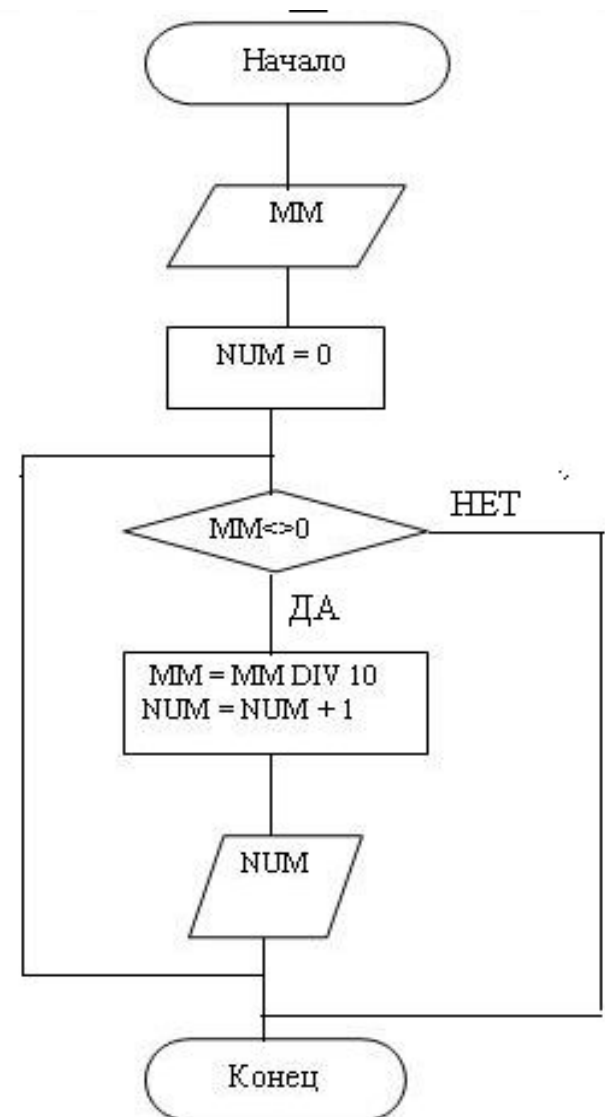 Начало
MM
NUM = 0
MM<>0
НЕТ
ДА
MM = MM DIV 10
NUM = NUM + 1
NUM
Конец